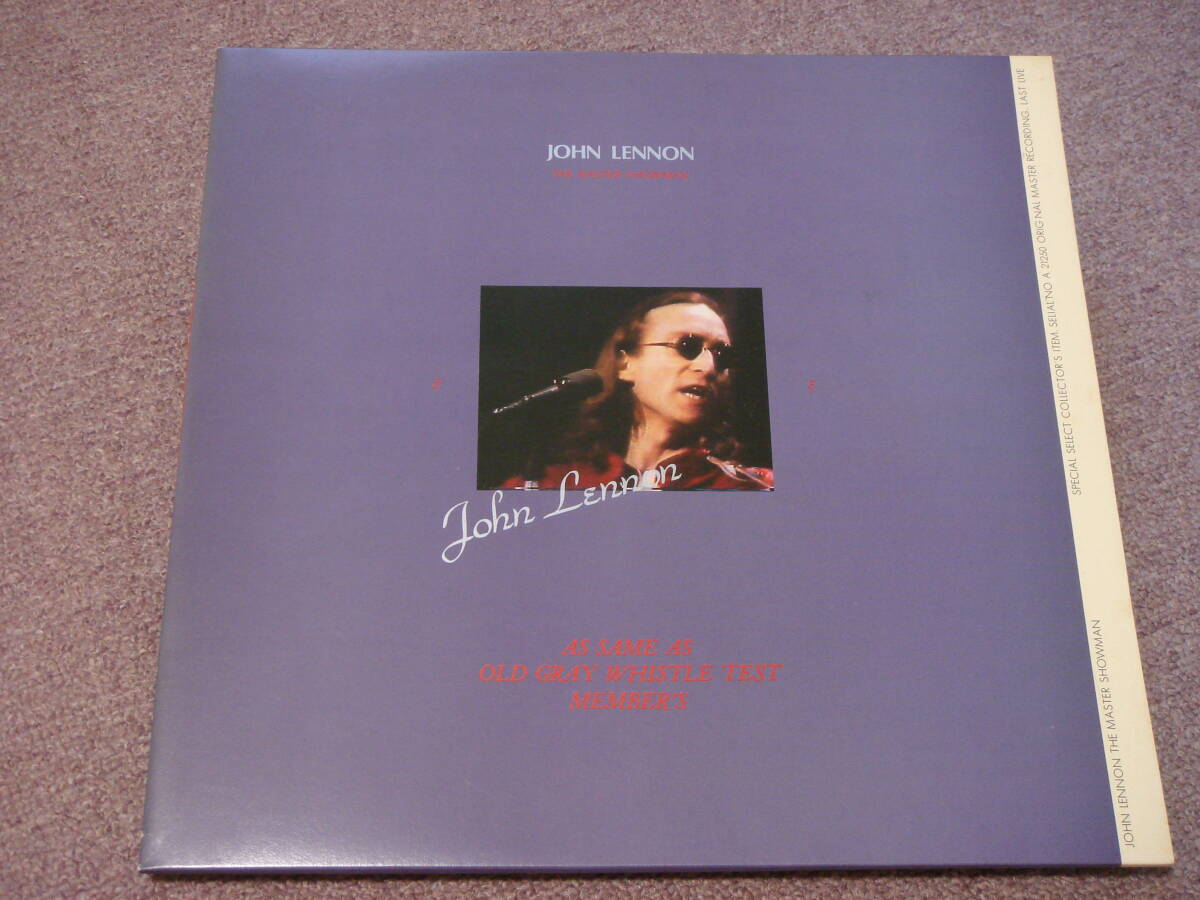 JOHN LENNON
THE MASTER SHOWMAN
John Lennon
AS SAME AS
OLD GRAY WHISTLE TEST
MEMBER'S
JOHN LENNON THE MASTER SHOWMAN
SPECIAL SELECT COLLECTOR'S ITEM. SELIAL'NO A 21250 ORIGINAL MASTER RECORDING. LAST LIVE